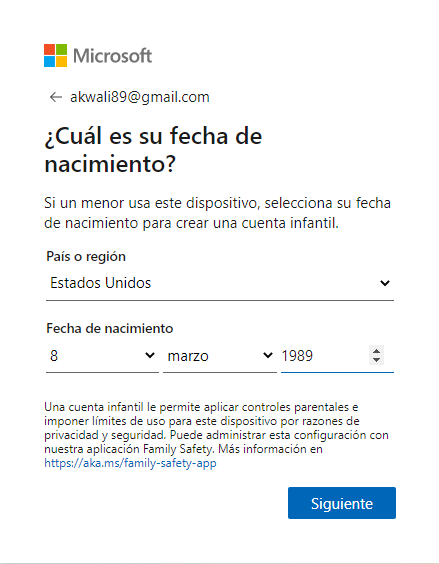 Microsoft
akwali89@gmail.com
¿Cuál es su fecha de
nacimiento?
Si un menor usa este dispositivo, selecciona su fecha
de nacimiento para crear una cuenta infantil.
País o región
Estados Unidos
Fecha de nacimiento
8 marzo 1989
Una cuenta infantil le permite aplicar controles parentales e
imponer límites de uso para este dispositivo por razones de
privacidad y seguridad. Puede administrar esta configuración con
nuestra aplicación Family Safety. Más información en
https://aka.ms/family-safety-app
Siguiente